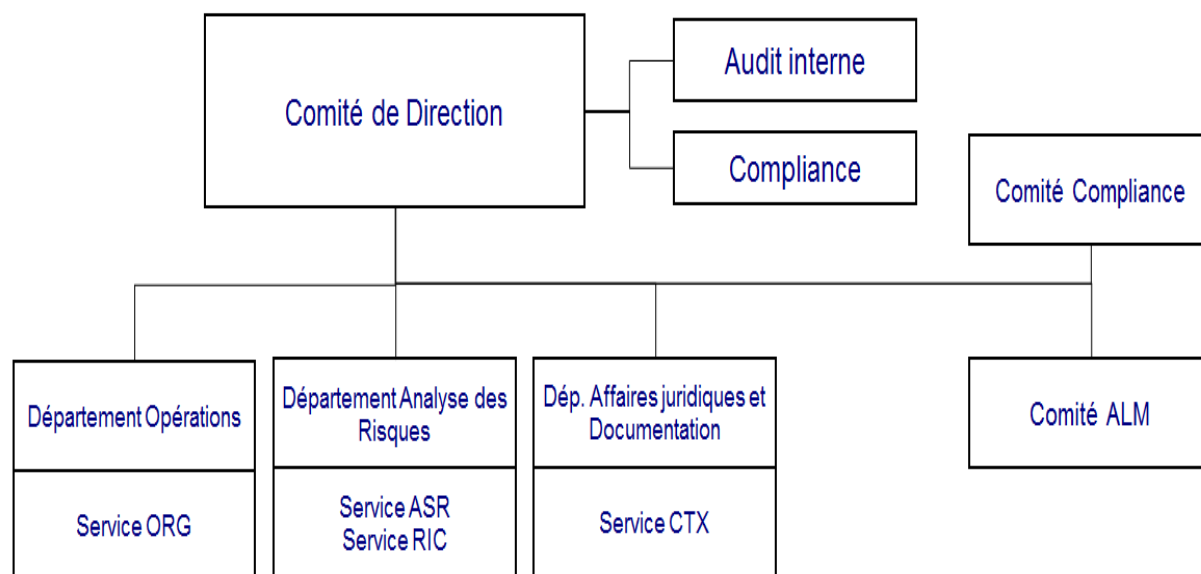 Comité de Direction
Audit interne
Compliance
Comité Compliance
Département Opérations
Service ORG
Département Analyse des
Risques
Service ASR
Service RIC
Dép. Affaires juridiques et
Documentation
Service CTX
Comité ALM